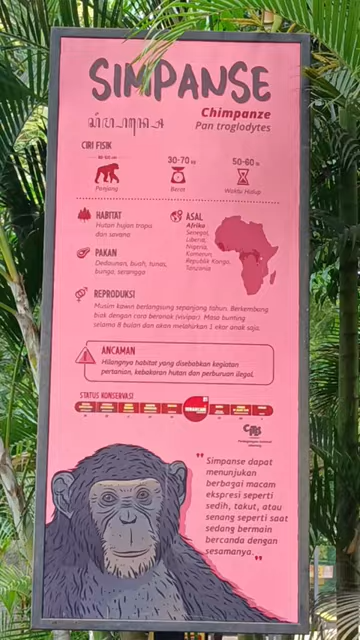 SIMPANSE
Chimpanze
Pan troglodytes
CIRI FISIK
30-70 KG
50-60 th
Panjang
Berat
Waktu Hidup
HABITAT
Hutan hujan tropa
dan savana
ASAL
Afrika
Senegal,
Liberat,
Nigeria,
Kamerun,
Republik Kongo,
Tanzania
PAKAN
Dedaunan, buah, tunas,
bunga, serangga
REPRODUKSI
Musim kawin berlangsung sepanjang tahun. Berkembang
biak dengan cara beranak (vivipar). Masa bunting
selama 8 bulan dan akan melahirkan 1 ekor anak saja.
ANCAMAN
Hilangnya habitat yang disebabkan kegiatan
pertanian, kebakaran hutan dan perburuan ilegal.
STATUS KONSERVASI
" Simpanse dapat
menunjukan
berbagai macam
ekspresi seperti
sedih, takut, atau
senang seperti saat
sedang bermain
bercanda dengan
sesamanya. "